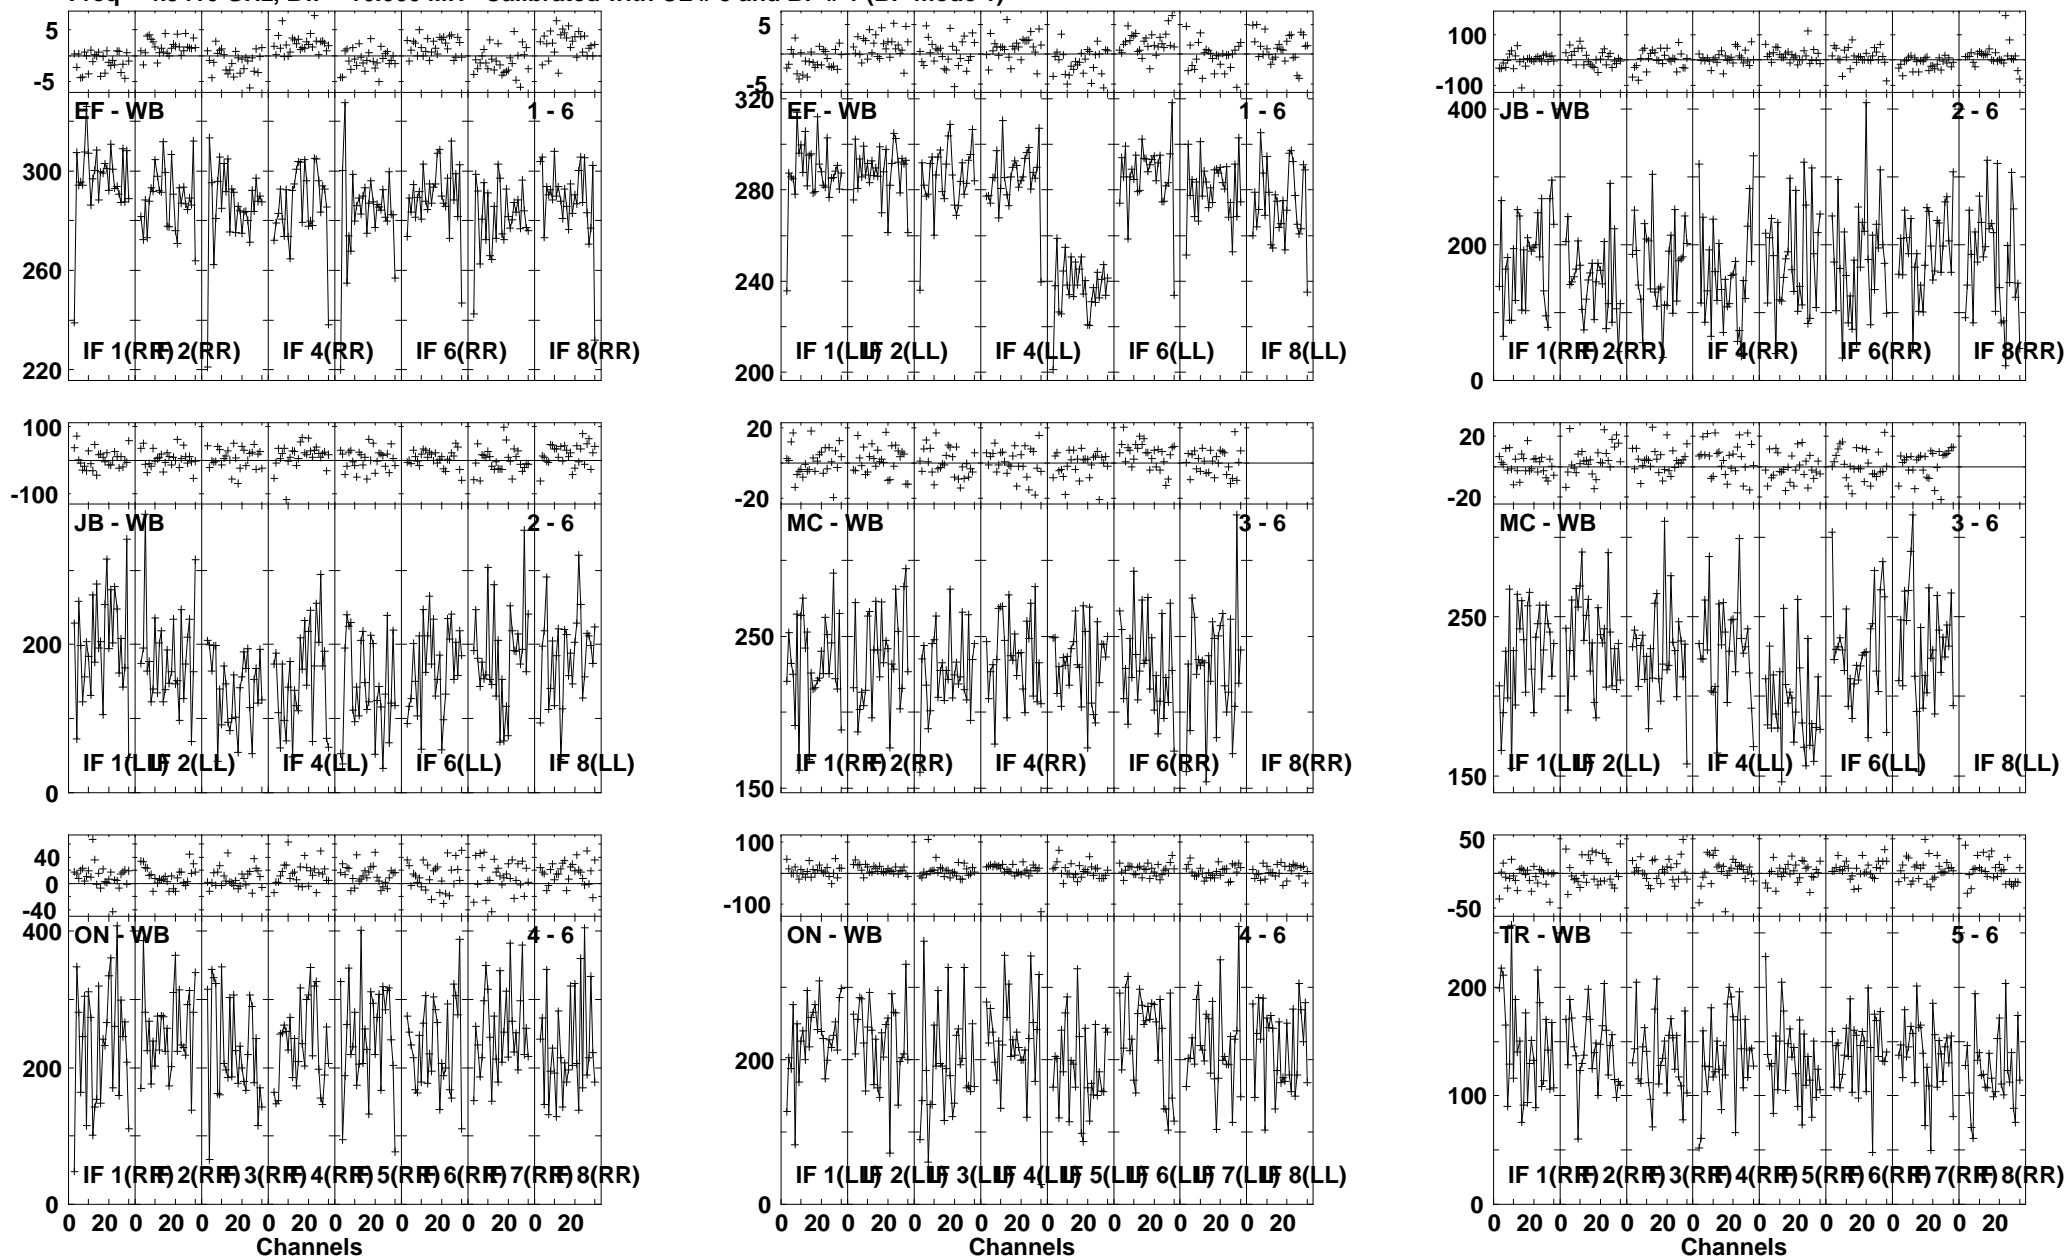 Freq = GHz, Bw = MH Calibrated with CL # and BP # 1 (BP mode 1)
5
-5
EF - WB 1 - 6
300
260
220
IF 1(RR) IF 2(RR) IF 4(RR) IF 6(RR) IF 8(RR)
5
-5
320
EF - WB 1 - 6
280
240
200
IF 1(LL) IF 2(LL) IF 4(LL) IF 6(LL) IF 8(LL)
100
-100
400
JB - WB 2 - 6
200
0
IF 1(RR) IF 2(RR) IF 4(RR) IF 6(RR) IF 8(RR)
100
-100
JB - WB 2 - 6
200
0
IF 1(LL) IF 2(LL) IF 4(LL) IF 6(LL) IF 8(LL)
20
-20
MC - WB 3 - 6
250
150
IF 1(RR) IF 2(RR) IF 4(RR) IF 6(RR) IF 8(RR)
20
-20
MC - WB 3 - 6
250
150
IF 1(LL) IF 2(LL) IF 4(LL) IF 6(LL) IF 8(LL)
40
0
-40
400
ON - WB 4 - 6
200
0
IF 1(RR) IF 2(RR) IF 3(RR) IF 4(RR) IF 5(RR) IF 6(RR) IF 7(RR) IF 8(RR)
0 20 0 20 0 20 0 20 0 20 0 20 0 20 0 20
Channels
100
-100
ON - WB 4 - 6
200
0
IF 1(LL) IF 2(LL) IF 3(LL) IF 4(LL) IF 5(LL) IF 6(LL) IF 7(LL) IF 8(LL)
0 20 0 20 0 20 0 20 0 20 0 20 0 20 0 20
Channels
50
-50
TR - WB 5 - 6
200
100
0
IF 1(RR) IF 2(RR) IF 3(RR) IF 4(RR) IF 5(RR) IF 6(RR) IF 7(RR) IF 8(RR)
0 20 0 20 0 20 0 20 0 20 0 20 0 20 0 20
Channels